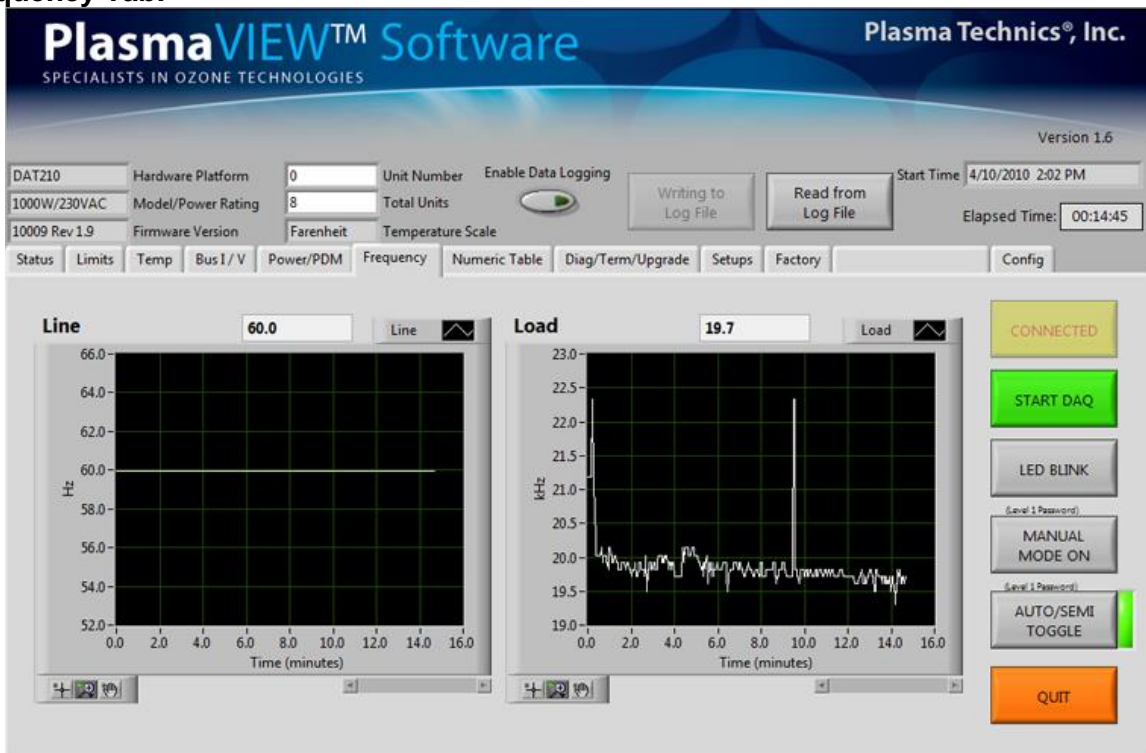 quency Tab:
PlasmaVIEW™ Software
Plasma Technics®, Inc.
SPECIALISTS IN OZONE TECHNOLOGIES
Version 1.6
DAT210 Hardware Platform 0 Unit Number Enable Data Logging Writing to Log File Read from Log File Start Time 4/10/2010 2:02 PM
1000W/230VAC Model/Power Rating 8 Total Units Elapsed Time: 00:14:45
10009 Rev 1.9 Firmware Version Farenheit Temperature Scale
Status Limits Temp Bus I / V Power/PDM Frequency Numeric Table Diag/Term/Upgrade Setups Factory Config
Line 60.0 Line
66.0
64.0
62.0
60.0
58.0
56.0
54.0
52.0
Hz
0.0 2.0 4.0 6.0 8.0 10.0 12.0 14.0 16.0
Time (minutes)
Load 19.7 Load
23.0
22.5
22.0
21.5
21.0
20.5
20.0
19.5
19.0
kHz
0.0 2.0 4.0 6.0 8.0 10.0 12.0 14.0 16.0
Time (minutes)
CONNECTED
START DAQ
LED BLINK
(Level 1 Password)
MANUAL
MODE ON
(Level 1 Password)
AUTO/SEMI
TOGGLE
QUIT